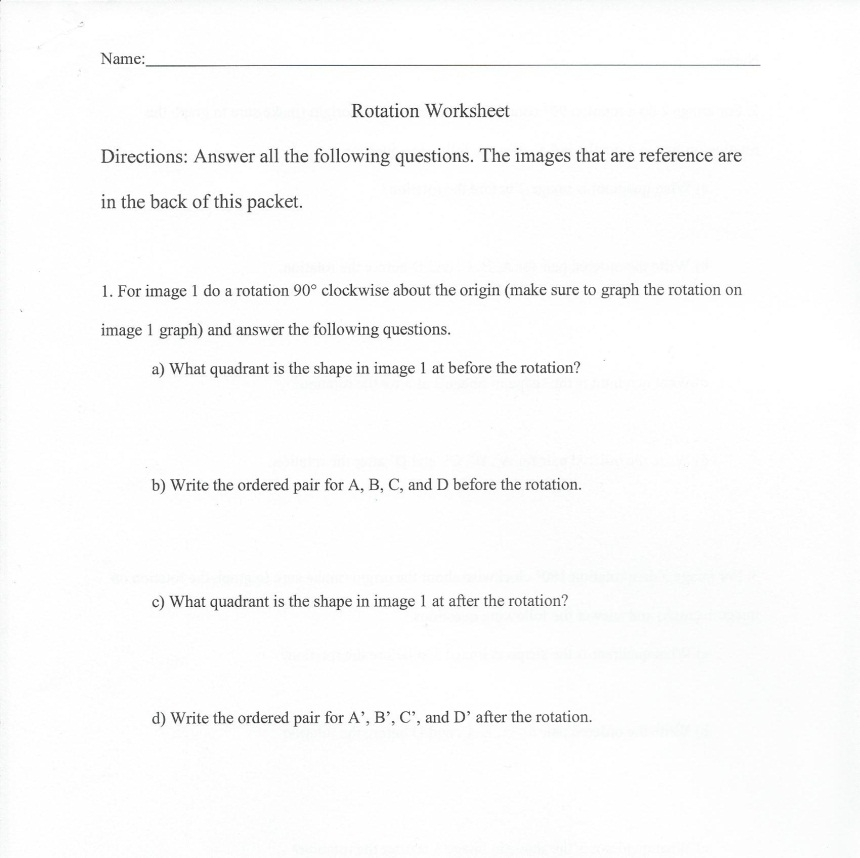 Name:
Rotation Worksheet
Directions: Answer all the following questions. The images that are reference are
in the back of this packet.
1. For image 1 do a rotation 90° clockwise about the origin (make sure to graph the rotation on
image 1 graph) and answer the following questions.
a) What quadrant is the shape in image 1 at before the rotation?
b) Write the ordered pair for A, B, C, and D before the rotation.
c) What quadrant is the shape in image 1 at after the rotation?
d) Write the ordered pair for A’, B’, C’, and D’ after the rotation.